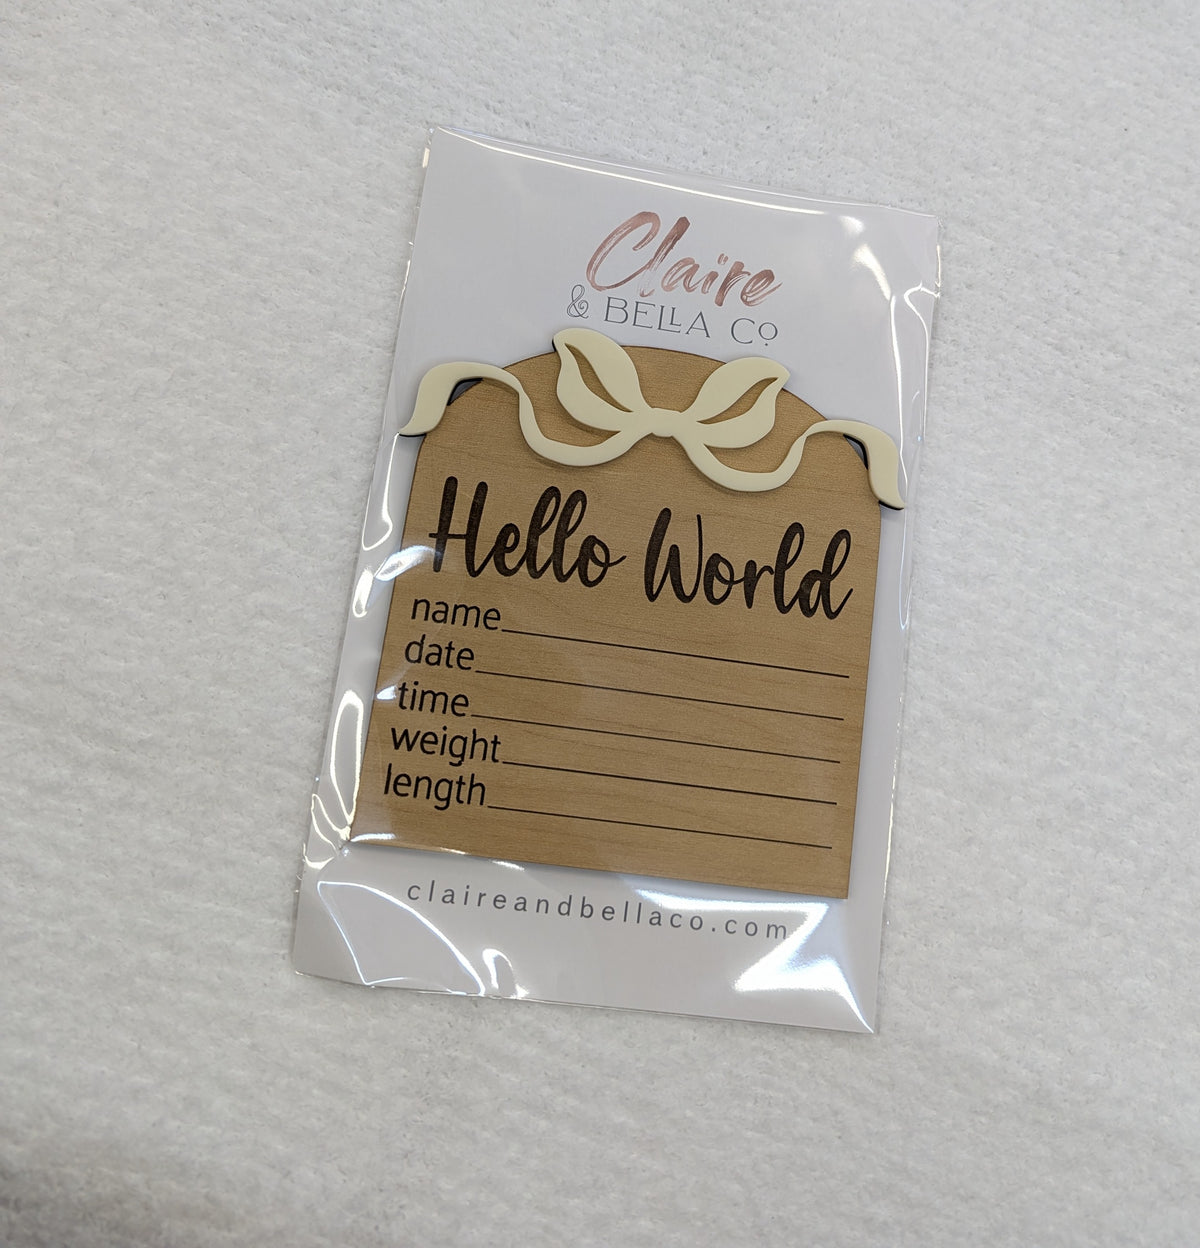 Claire
& BELLA CO
Hello World
name
date
time
weight
length
claireandbellaco.com